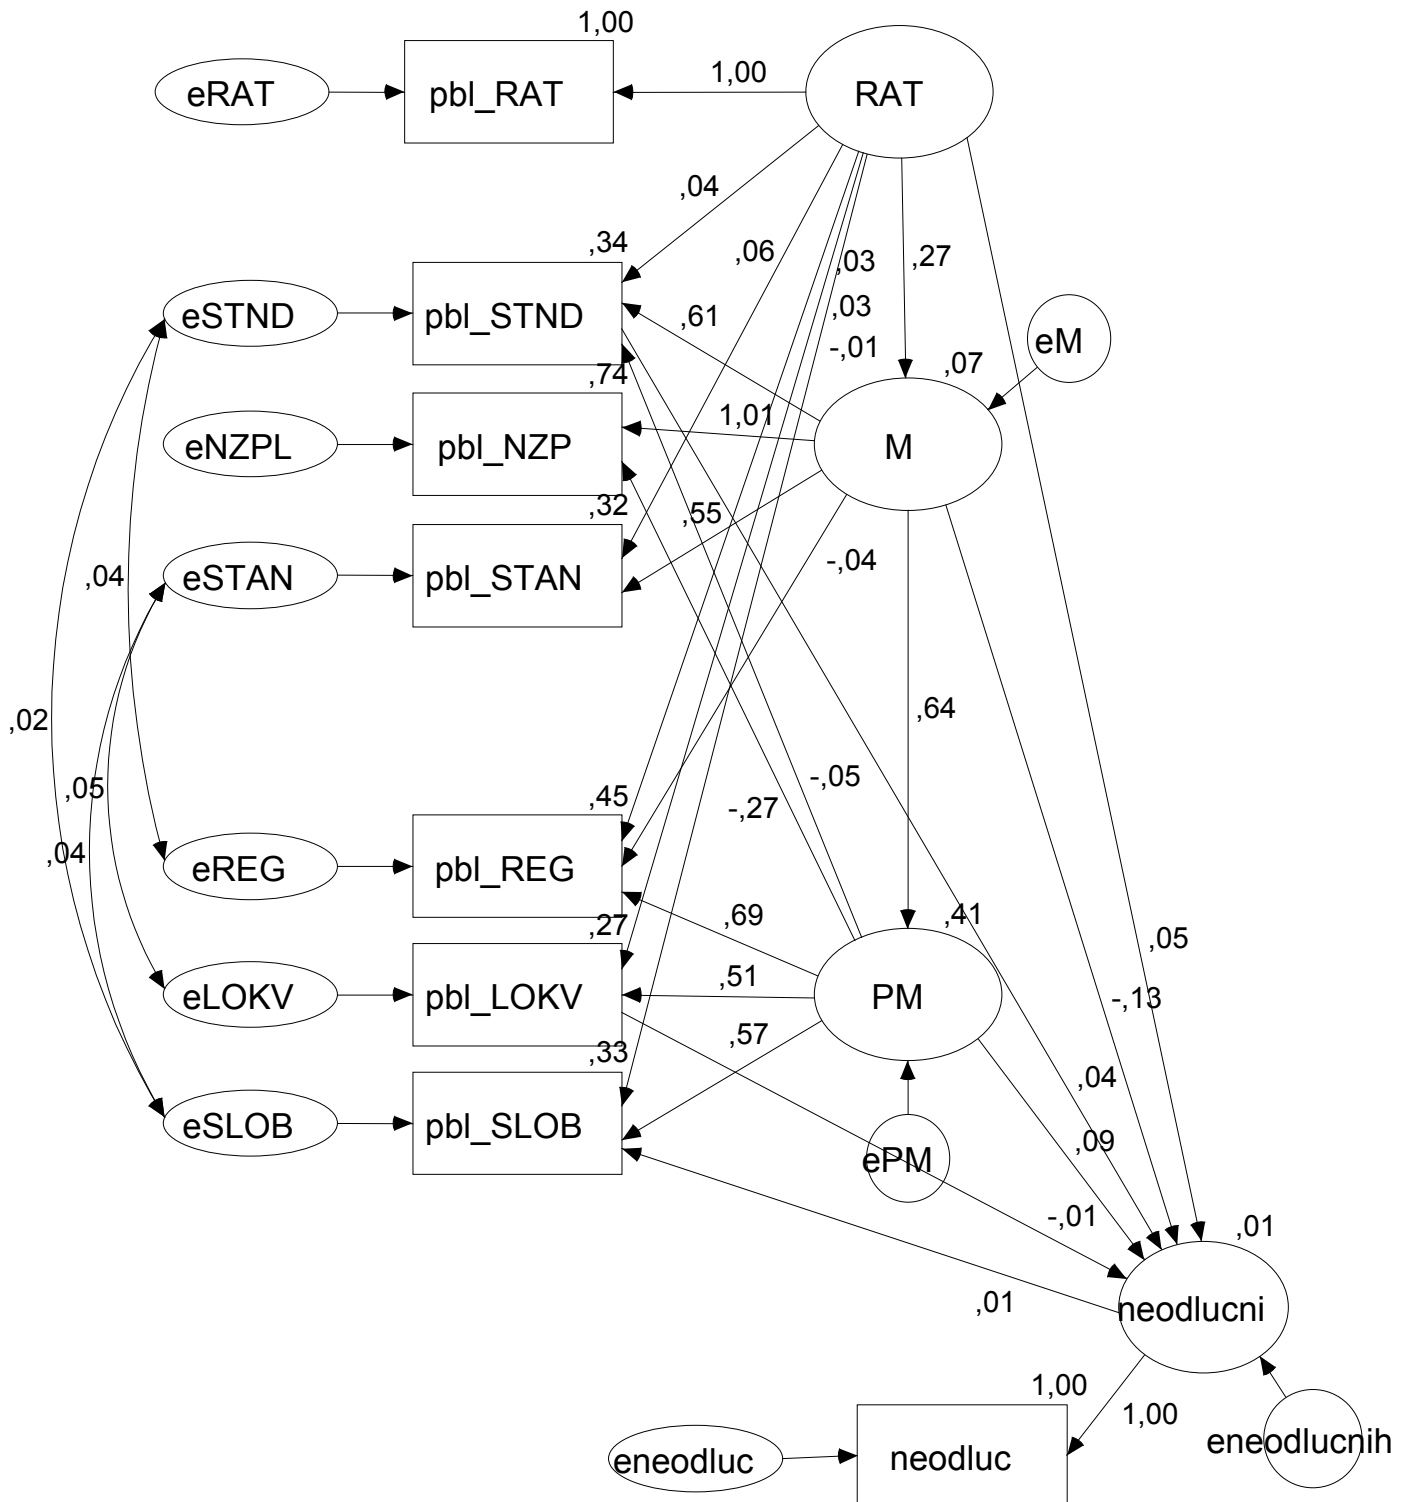 1,00
eRAT
pbl_RAT
1,00
RAT
,04
,34
,06
,03
,27
,03
-,01
eSTND
pbl_STND
,61
eM
,07
,74
1,01
eNZPL
pbl_NZP
M
,32
,55
-,04
,04
eSTAN
pbl_STAN
,64
,02
,05
-,05
,45
-,27
,04
eREG
pbl_REG
,69
,41
,27
,05
,51
-,13
eLOKV
pbl_LOKV
PM
,57
,33
,04
eSLOB
pbl_SLOB
,09
ePM
-,01
,01
,01
neodlucni
1,00
1,00
eneodluc
neodluc
eneodlucnih